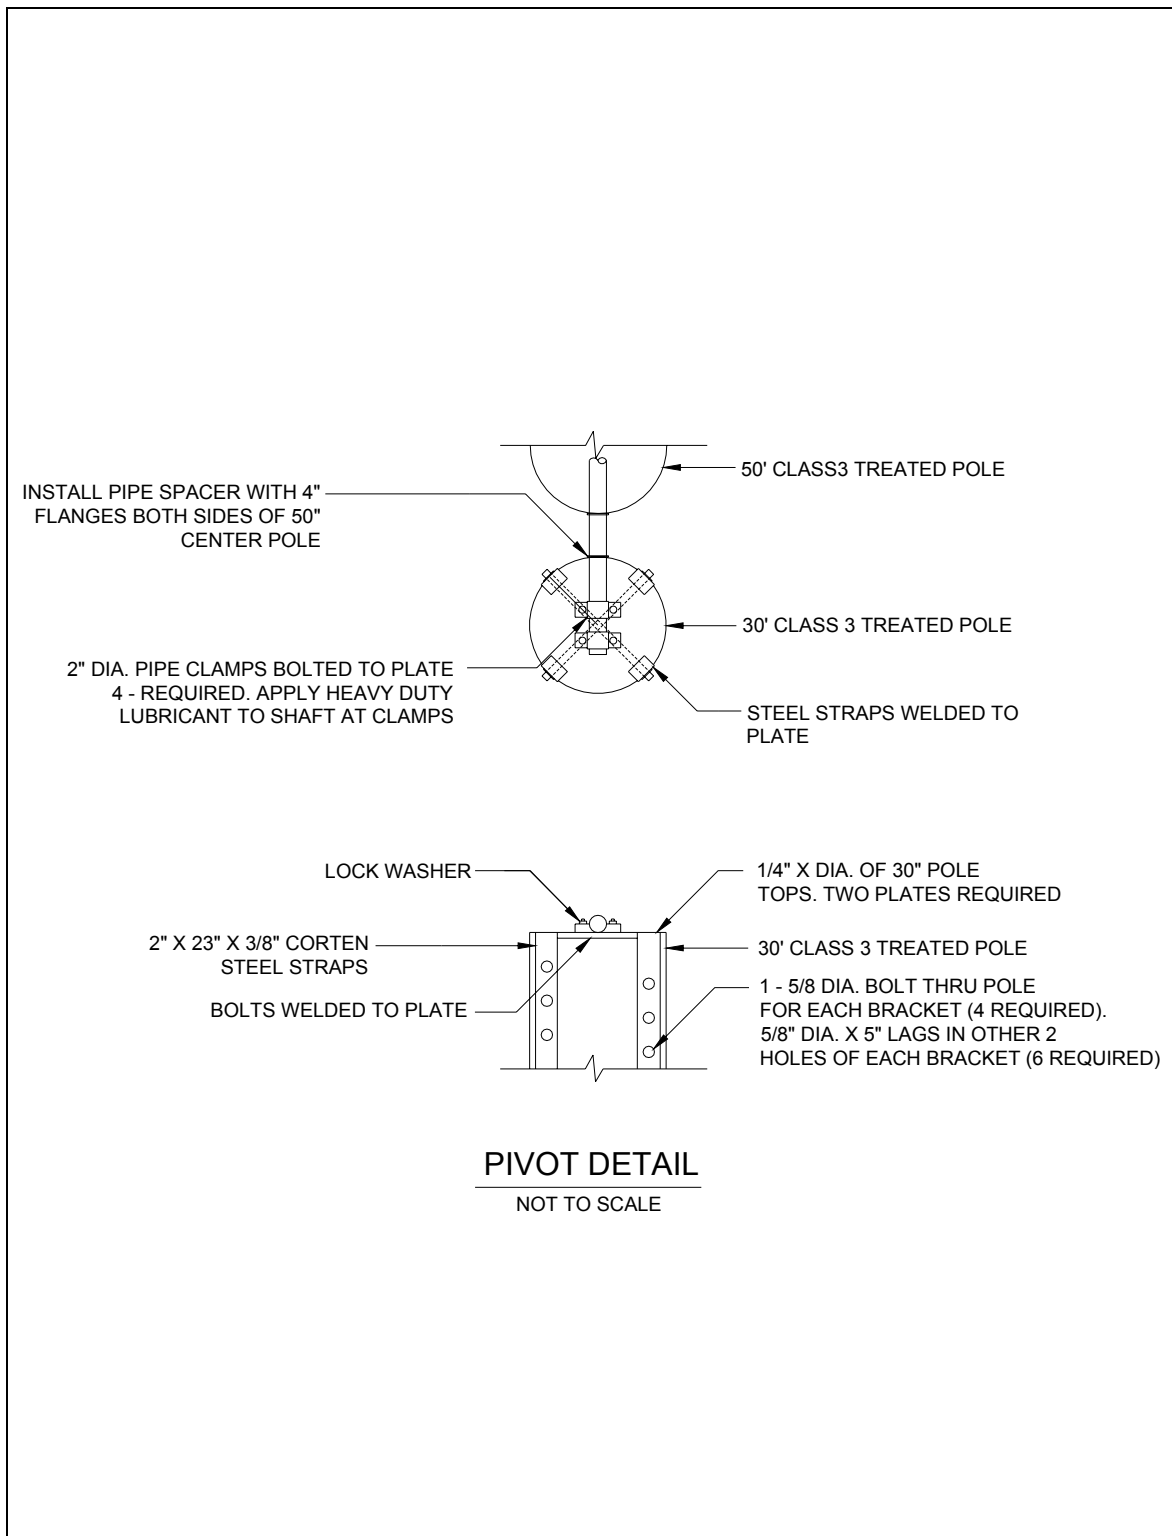 50' CLASS3 TREATED POLE
INSTALL PIPE SPACER WITH 4"
FLANGES BOTH SIDES OF 50"
CENTER POLE
30' CLASS 3 TREATED POLE
2" DIA. PIPE CLAMPS BOLTED TO PLATE
4 - REQUIRED. APPLY HEAVY DUTY
LUBRICANT TO SHAFT AT CLAMPS
STEEL STRAPS WELDED TO
PLATE
LOCK WASHER
1/4" X DIA. OF 30" POLE
TOPS. TWO PLATES REQUIRED
2" X 23" X 3/8" CORTEN
STEEL STRAPS
30' CLASS 3 TREATED POLE
BOLTS WELDED TO PLATE
1 - 5/8 DIA. BOLT THRU POLE
FOR EACH BRACKET (4 REQUIRED).
5/8" DIA. X 5" LAGS IN OTHER 2
HOLES OF EACH BRACKET (6 REQUIRED)
PIVOT DETAIL
NOT TO SCALE